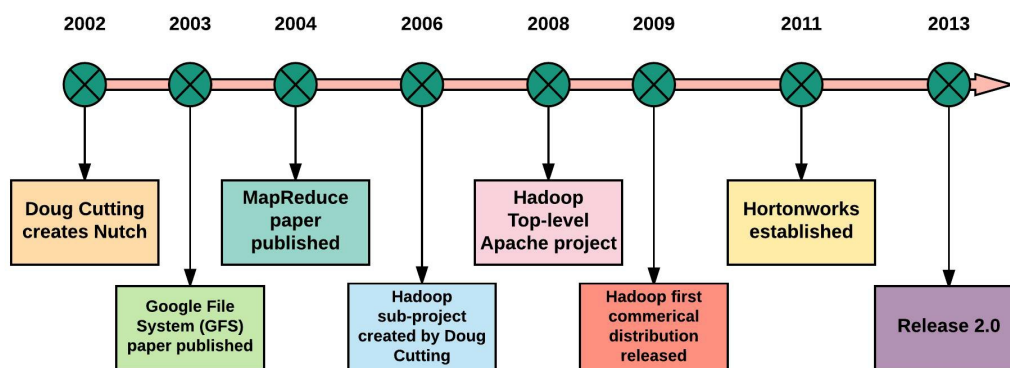 2002 2003 2004 2006 2008 2009 2011 2013
Doug Cutting
creates Nutch
MapReduce
paper
published
Hadoop
Top-level
Apache project
Hortonworks
established
Google File
System (GFS)
paper published
Hadoop
sub-project
created by Doug
Cutting
Hadoop first
commerical
distribution
released
Release 2.0